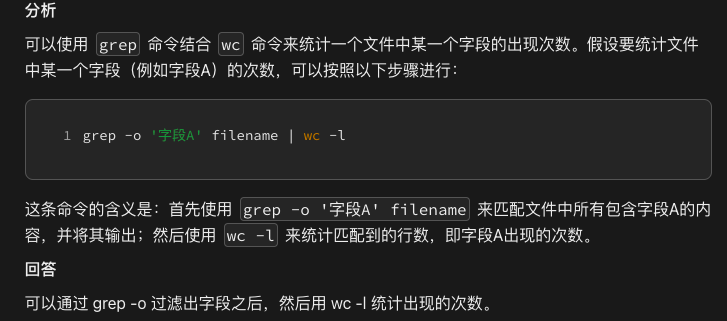 分析
可以使用 grep 命令结合 wc 命令来统计一个文件中某一个字段的出现次数。假设要统计文件
中某一个字段（例如字段A）的次数，可以按照以下步骤进行：
1 grep -o '字段A' filename | wc -l
这条命令的含义是：首先使用 grep -o '字段A' filename 来匹配文件中所有包含字段A的内
容，并将其输出；然后使用 wc -l 来统计匹配到的行数，即字段A出现的次数。
回答
可以通过 grep -o 过滤出字段之后，然后用 wc -l 统计出现的次数。